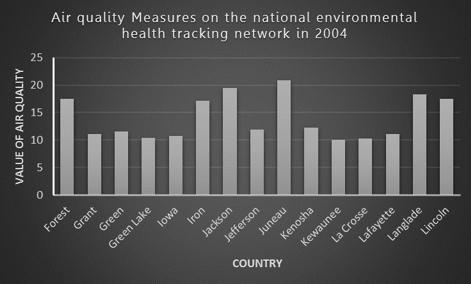 Air quality Measures on the national environmental
health tracking network in 2004
VALUE OF AIR QUALITY
25
20
15
10
5
0
Forest
Grant
Green
Green Lake
Iowa
Iron
Jackson
Jefferson
Juneau
Kenosha
Kewaunee
La Crosse
Lafayette
Langlade
Lincoln
COUNTRY